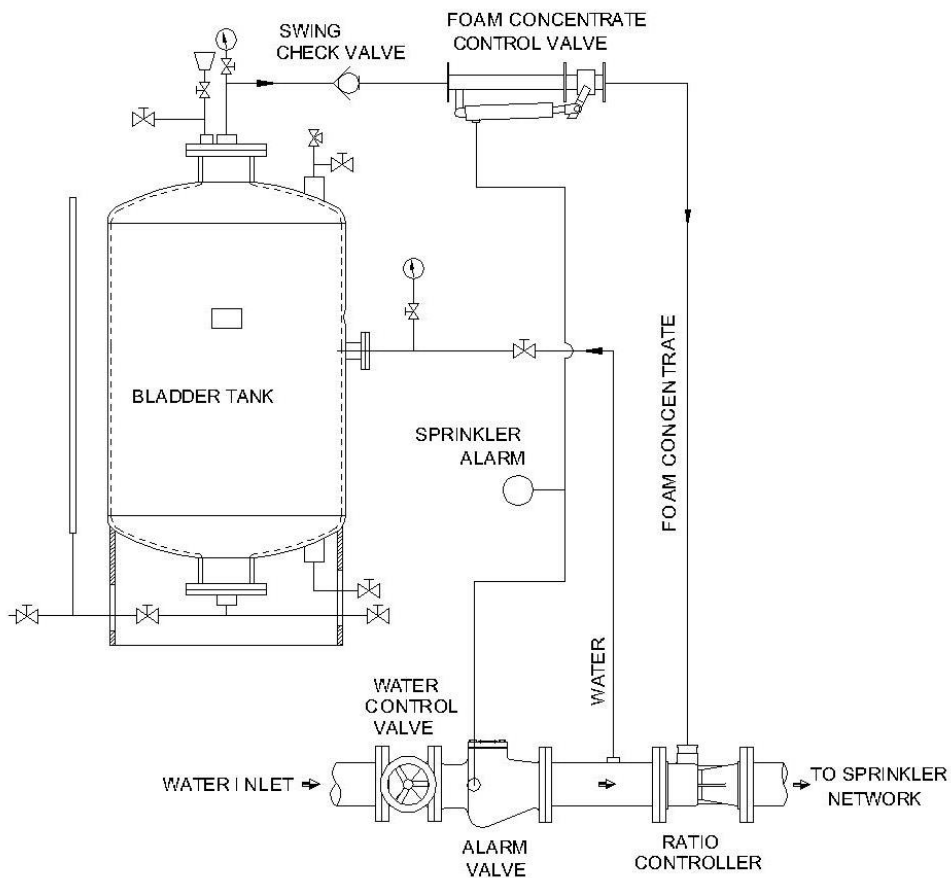 SWING
CHECK VALVE
FOAM CONCENTRATE
CONTROL VALVE
BLADDER TANK
SPRINKLER
ALARM
FOAM CONCENTRATE
WATER
WATER
CONTROL
VALVE
WATER INLET
ALARM
VALVE
RATIO
CONTROLLER
TO SPRINKLER
NETWORK